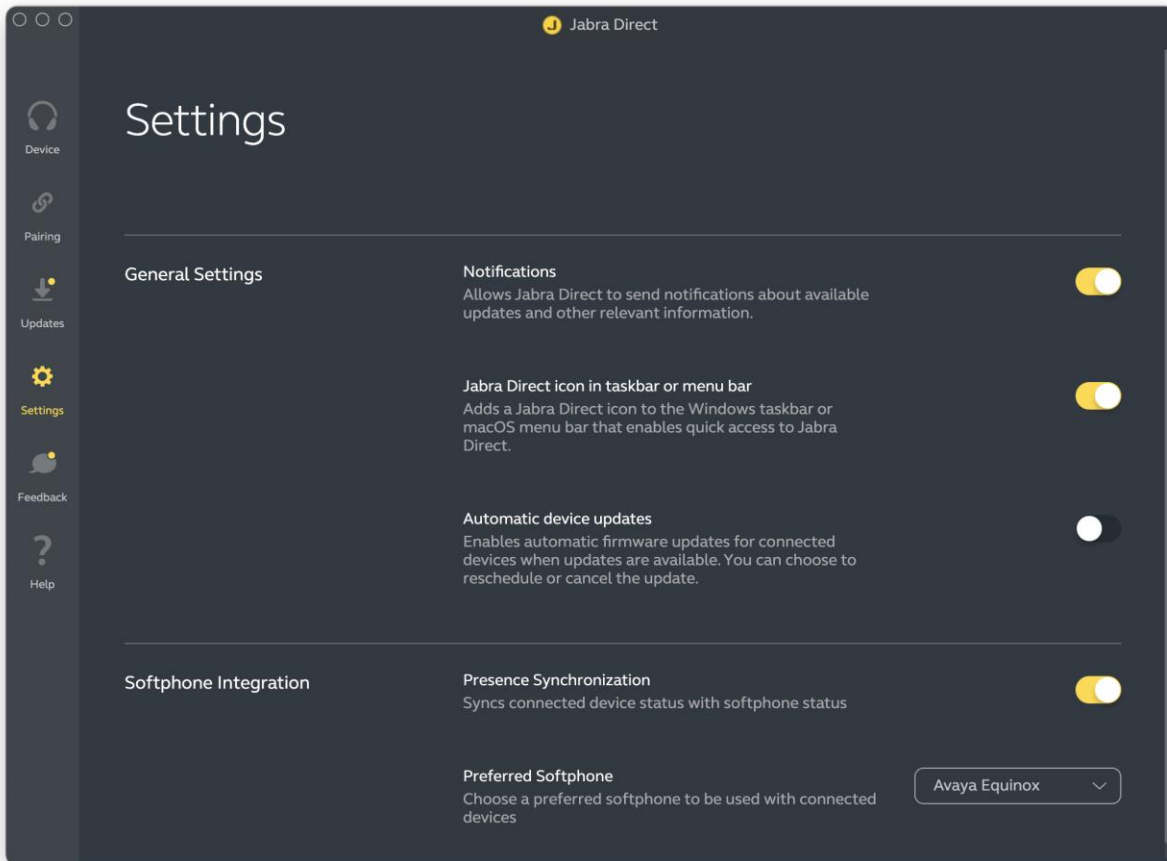 Jabra Direct
Device
Pairing
Updates
Settings
Feedback
Help
Settings
General Settings
Notifications
Allows Jabra Direct to send notifications about available
updates and other relevant information.
Jabra Direct icon in taskbar or menu bar
Adds a Jabra Direct icon to the Windows taskbar or
macOS menu bar that enables quick access to Jabra
Direct.
Automatic device updates
Enables automatic firmware updates for connected
devices when updates are available. You can choose to
reschedule or cancel the update.
Softphone Integration
Presence Synchronization
Syncs connected device status with softphone status
Preferred Softphone
Choose a preferred softphone to be used with connected
devices
Avaya Equinox